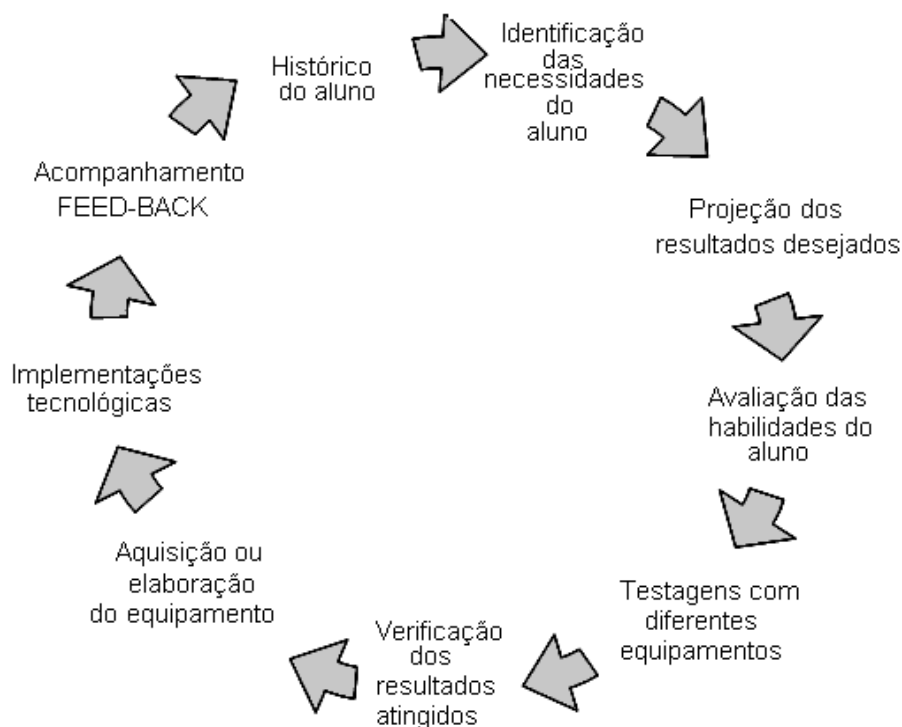 Histórico
do aluno
Identificação
das
necessidades
do
aluno
Projeção dos
resultados desejados
Avaliação das
habilidades do
aluno
Testagens com
diferentes
equipamentos
Verificação
dos
resultados
atingidos
Aquisição ou
elaboração
do equipamento
Implementações
tecnológicas
Acompanhamento
FEED-BACK